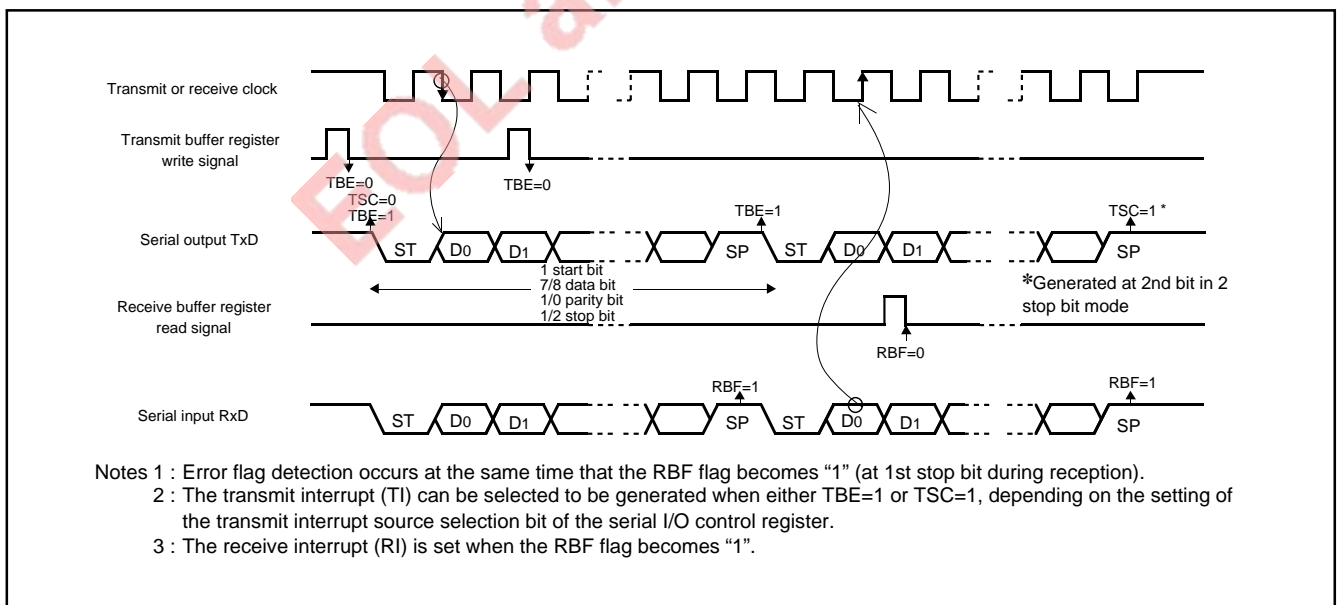 EOL a
Transmit or receive clock
Transmit buffer register
write signal
TBE=0
TSC=0
TBE=1
TBE=0
TBE=1
TSC=1 *
Serial output TxD
ST D0 D1 SP ST D0 D1 SP
1 start bit
7/8 data bit
1/0 parity bit
1/2 stop bit
*Generated at 2nd bit in 2
stop bit mode
Receive buffer register
read signal
RBF=0
RBF=1
RBF=1
Serial input RxD
ST D0 D1 SP ST D0 D1 SP
Notes 1 : Error flag detection occurs at the same time that the RBF flag becomes “1” (at 1st stop bit during reception).
2 : The transmit interrupt (TI) can be selected to be generated when either TBE=1 or TSC=1, depending on the setting of
the transmit interrupt source selection bit of the serial I/O control register.
3 : The receive interrupt (RI) is set when the RBF flag becomes “1”.